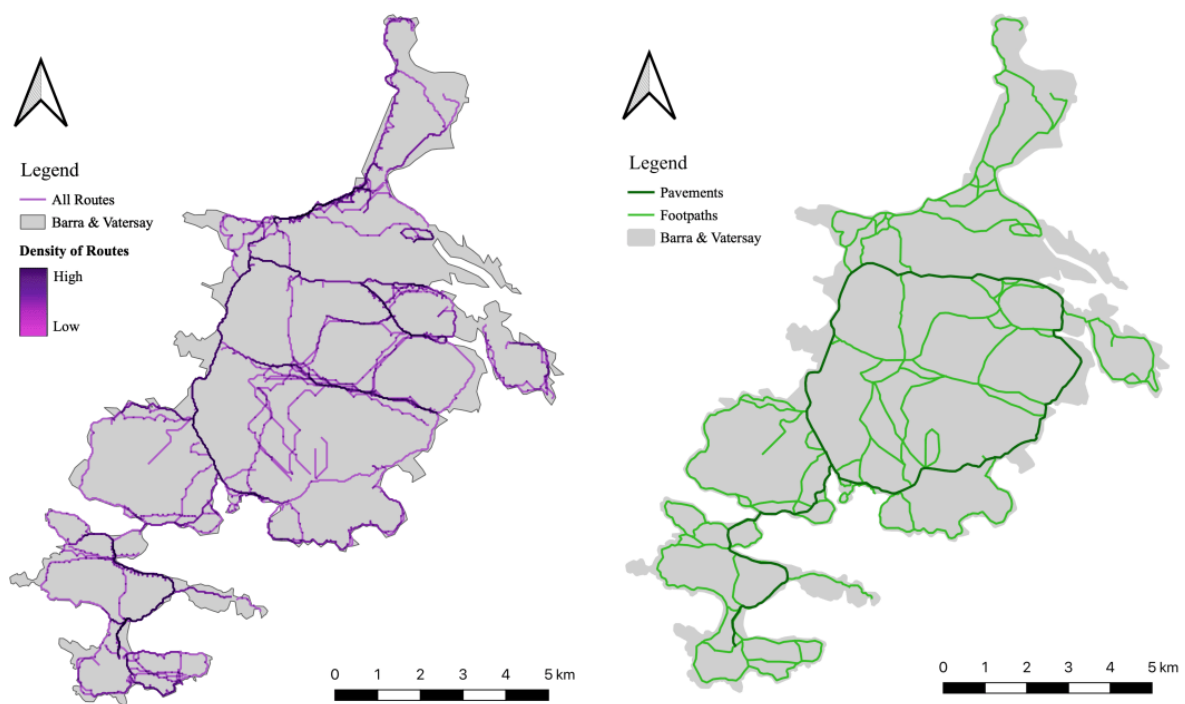 Legend
All Routes
Barra & Vatersay
Density of Routes
High
Low
0 1 2 3 4 5 km
Legend
Pavements
Footpaths
Barra & Vatersay
0 1 2 3 4 5 km